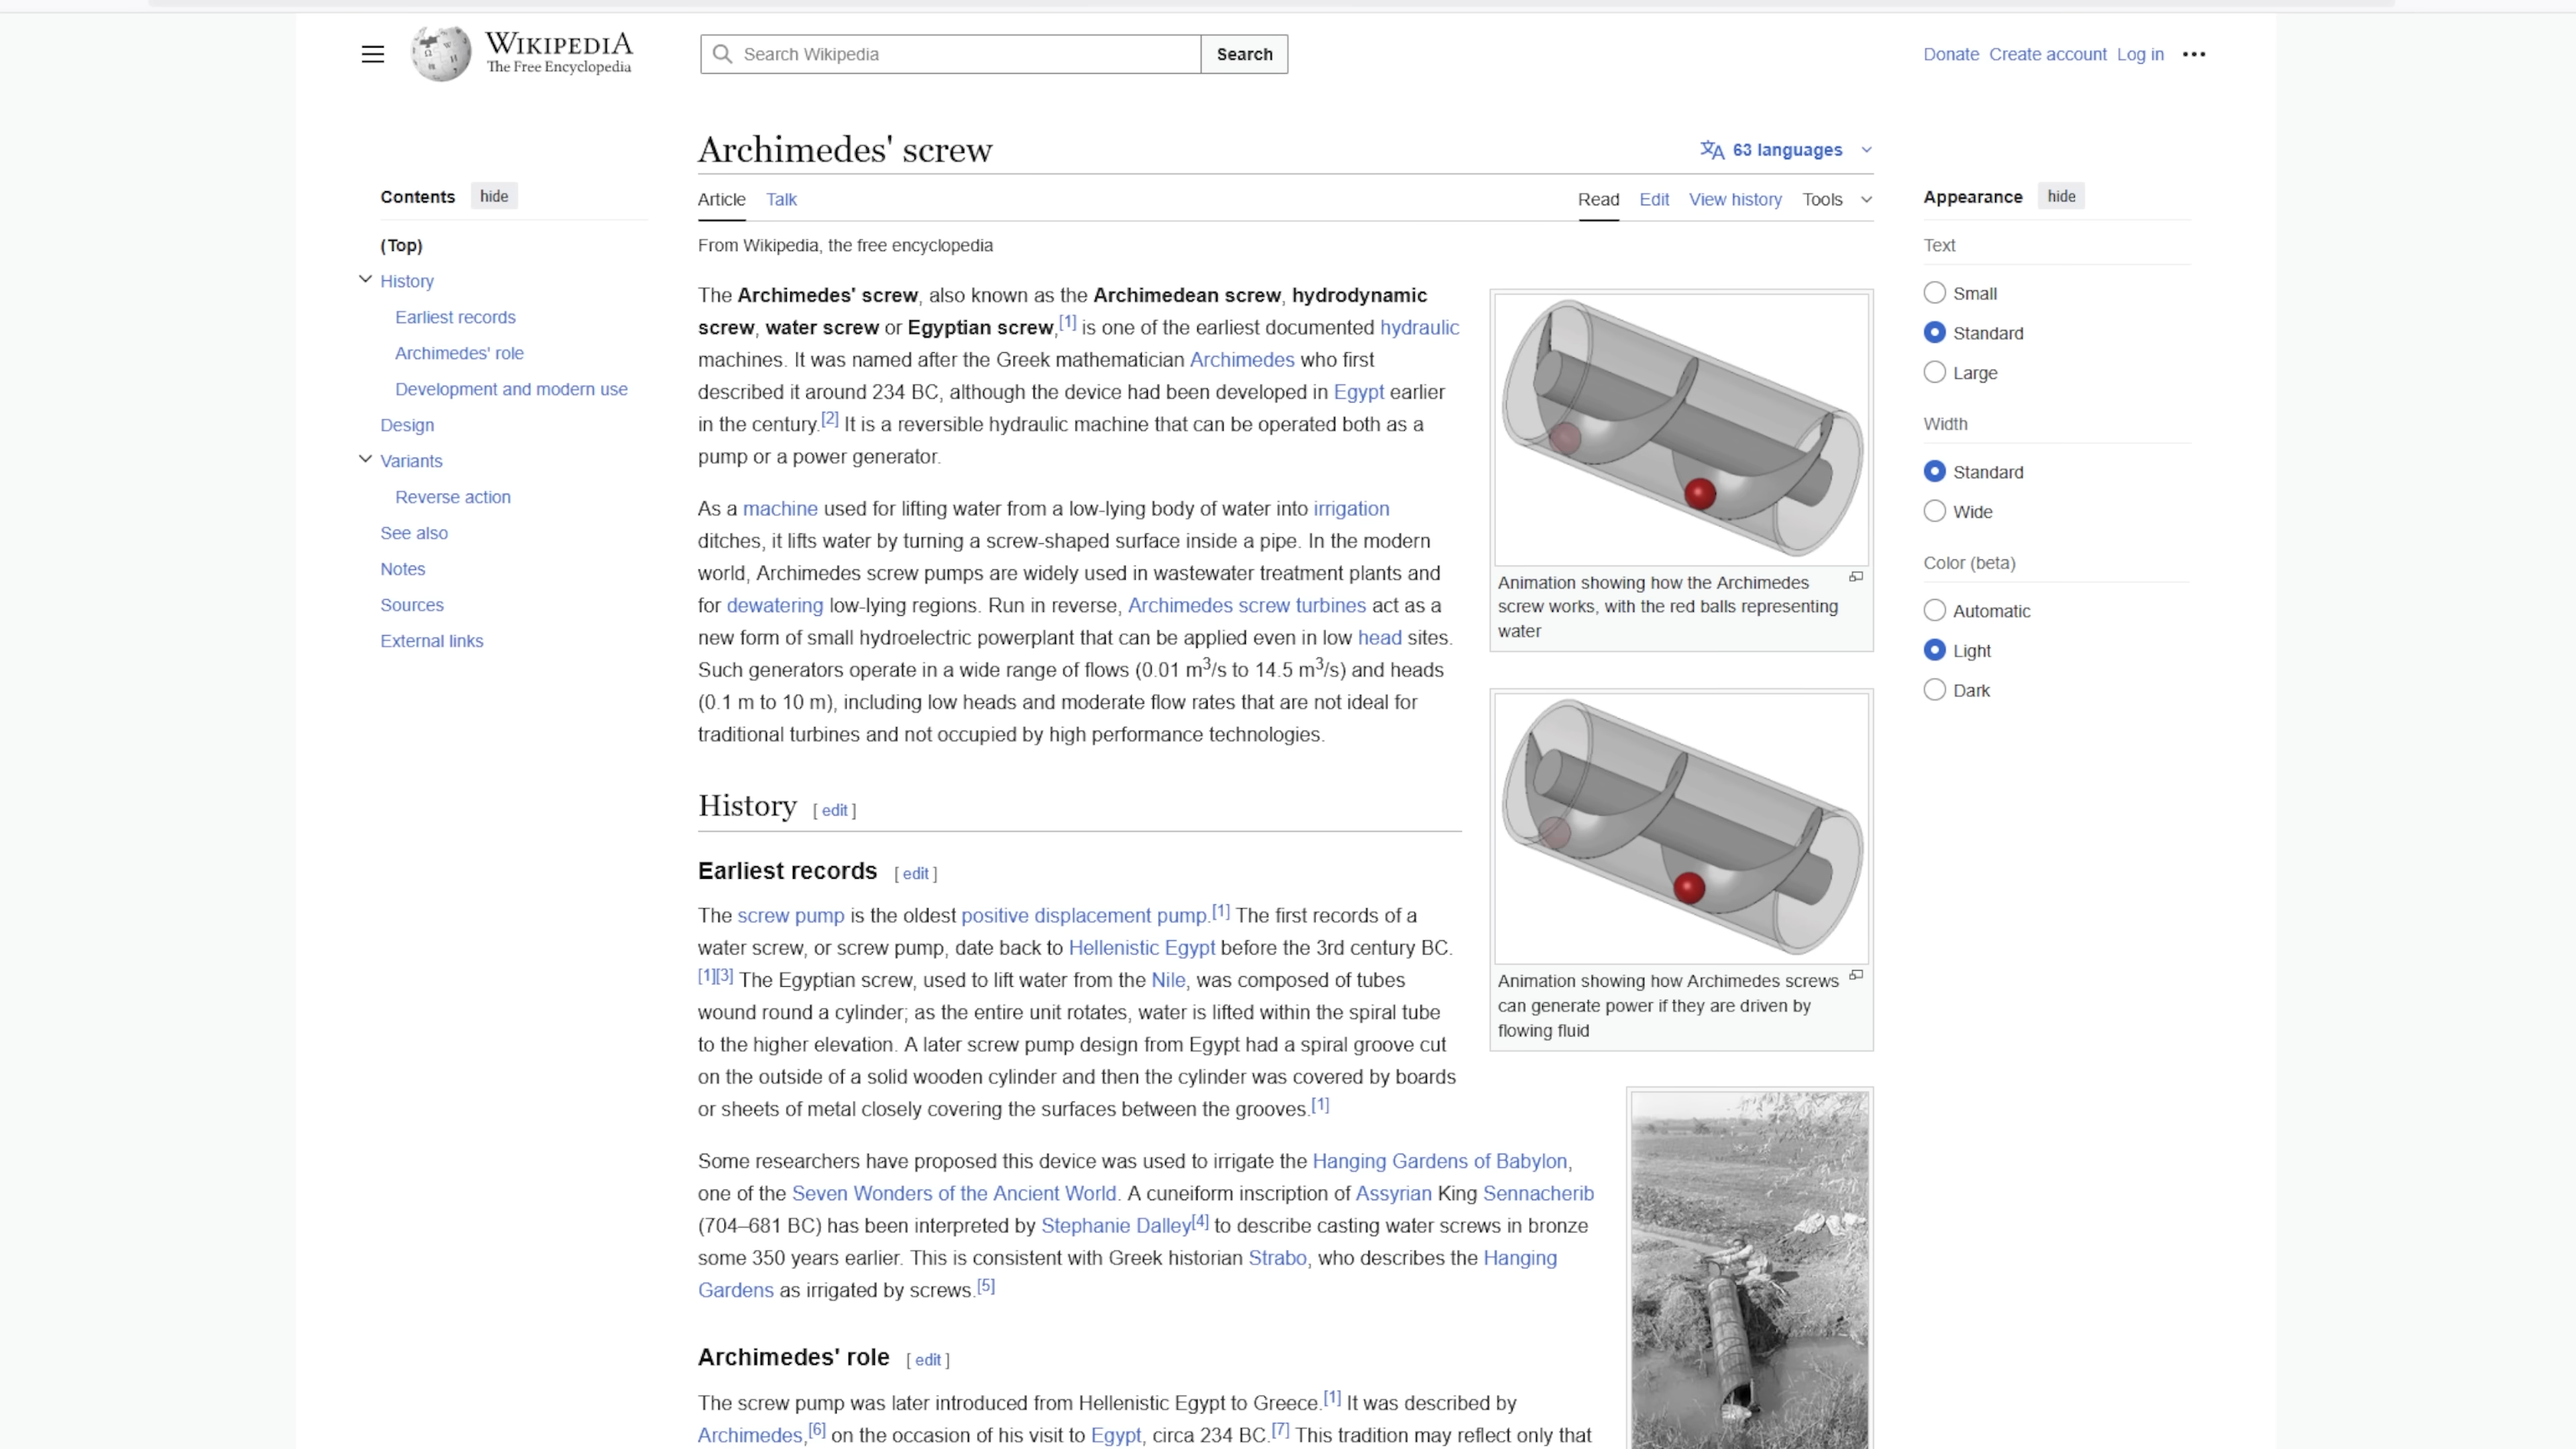 WIKIPEDIA
The Free Encyclopedia
Search Wikipedia
Search
Donate Create account Log in
Contents hide
(Top)
History
Earliest records
Archimedes' role
Development and modern use
Design
Variants
Reverse action
See also
Notes
Sources
External links
Archimedes' screw
63 languages
Article Talk
Read Edit View history Tools
From Wikipedia, the free encyclopedia
The Archimedes' screw, also known as the Archimedean screw, hydrodynamic
screw, water screw or Egyptian screw,[1] is one of the earliest documented hydraulic
machines. It was named after the Greek mathematician Archimedes who first
described it around 234 BC, although the device had been developed in Egypt earlier
in the century.[2] It is a reversible hydraulic machine that can be operated both as a
pump or a power generator.
As a machine used for lifting water from a low-lying body of water into irrigation
ditches, it lifts water by turning a screw-shaped surface inside a pipe. In the modern
world, Archimedes screw pumps are widely used in wastewater treatment plants and
for dewatering low-lying regions. Run in reverse, Archimedes screw turbines act as a
new form of small hydroelectric powerplant that can be applied even in low head sites.
Such generators operate in a wide range of flows (0.01 m³/s to 14.5 m³/s) and heads
(0.1 m to 10 m), including low heads and moderate flow rates that are not ideal for
traditional turbines and not occupied by high performance technologies.
Animation showing how the Archimedes
screw works, with the red balls representing
water
Animation showing how Archimedes screws
can generate power if they are driven by
flowing fluid
History [ edit ]
Earliest records [ edit ]
The screw pump is the oldest positive displacement pump.[1] The first records of a
water screw, or screw pump, date back to Hellenistic Egypt before the 3rd century BC.
[1][3] The Egyptian screw, used to lift water from the Nile, was composed of tubes
wound round a cylinder; as the entire unit rotates, water is lifted within the spiral tube
to the higher elevation. A later screw pump design from Egypt had a spiral groove cut
on the outside of a solid wooden cylinder and then the cylinder was covered by boards
or sheets of metal closely covering the surfaces between the grooves.[1]
Some researchers have proposed this device was used to irrigate the Hanging Gardens of Babylon,
one of the Seven Wonders of the Ancient World. A cuneiform inscription of Assyrian King Sennacherib
(704–681 BC) has been interpreted by Stephanie Dalley[4] to describe casting water screws in bronze
some 350 years earlier. This is consistent with Greek historian Strabo, who describes the Hanging
Gardens as irrigated by screws.[5]
Archimedes' role [ edit ]
The screw pump was later introduced from Hellenistic Egypt to Greece.[1] It was described by
Archimedes,[6] on the occasion of his visit to Egypt, circa 234 BC.[7] This tradition may reflect only that
Appearance hide
Text
Small
Standard
Large
Width
Standard
Wide
Color (beta)
Automatic
Light
Dark